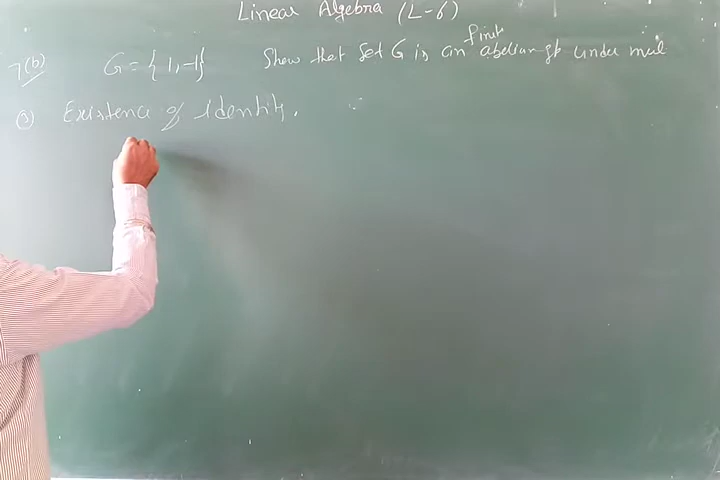 Linear Algebra (L-6)
7(b) G = {1, -1} Show that Set G is an finite abelian gp under mul
③ Existence of Identity. ∵